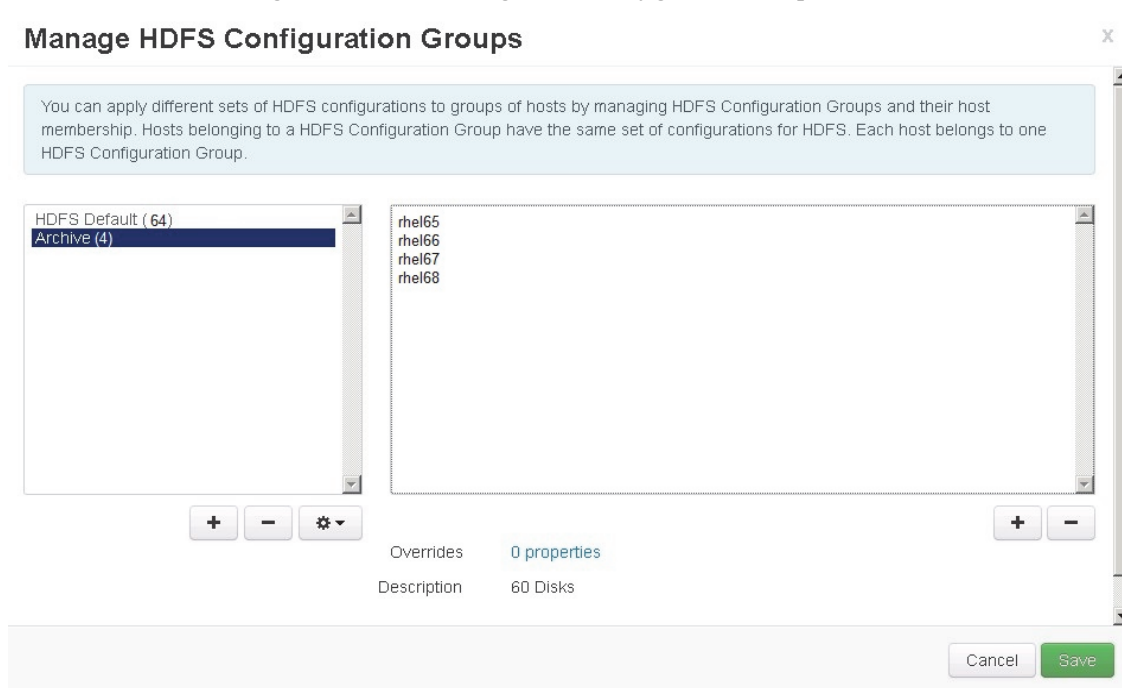 Manage HDFS Configuration Groups
x
You can apply different sets of HDFS configurations to groups of hosts by managing HDFS Configuration Groups and their host
membership. Hosts belonging to a HDFS Configuration Group have the same set of configurations for HDFS. Each host belongs to one
HDFS Configuration Group.
HDFS Default (64)
Archive (4)
rhel65
rhel66
rhel67
rhel68
+ −
+ −
Overrides 0 properties
Description 60 Disks
Cancel Save